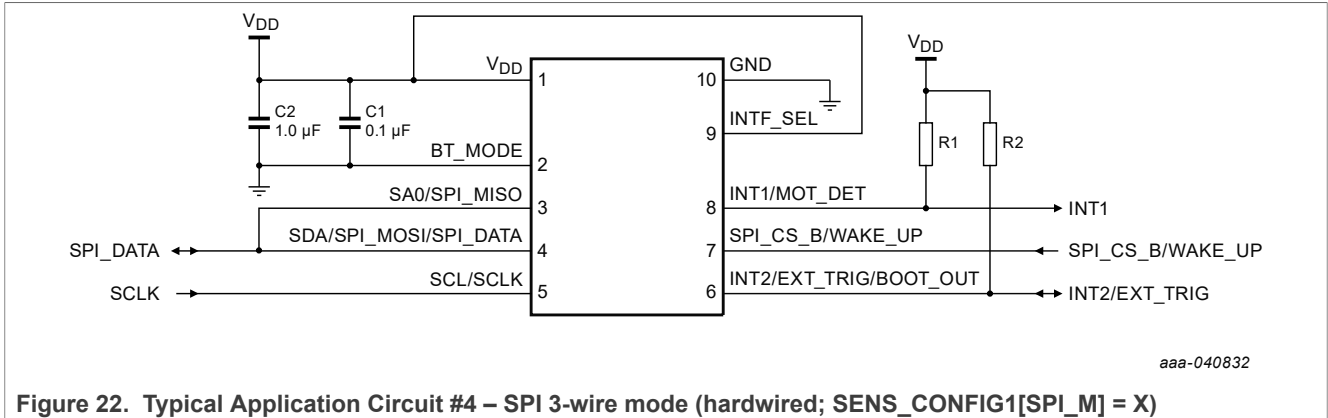 VDD
VDD
VDD
1
10
GND
C2
1.0 µF
C1
0.1 µF
9
INTF_SEL
R1
R2
BT_MODE
2
SA0/SPI_MISO
3
8
INT1/MOT_DET
INT1
SPI_DATA
SDA/SPI_MOSI/SPI_DATA
4
7
SPI_CS_B/WAKE_UP
SPI_CS_B/WAKE_UP
SCLK
SCL/SCLK
5
6
INT2/EXT_TRIG/BOOT_OUT
INT2/EXT_TRIG
aaa-040832
Figure 22. Typical Application Circuit #4 – SPI 3-wire mode (hardwired; SENS_CONFIG1[SPI_M] = X)